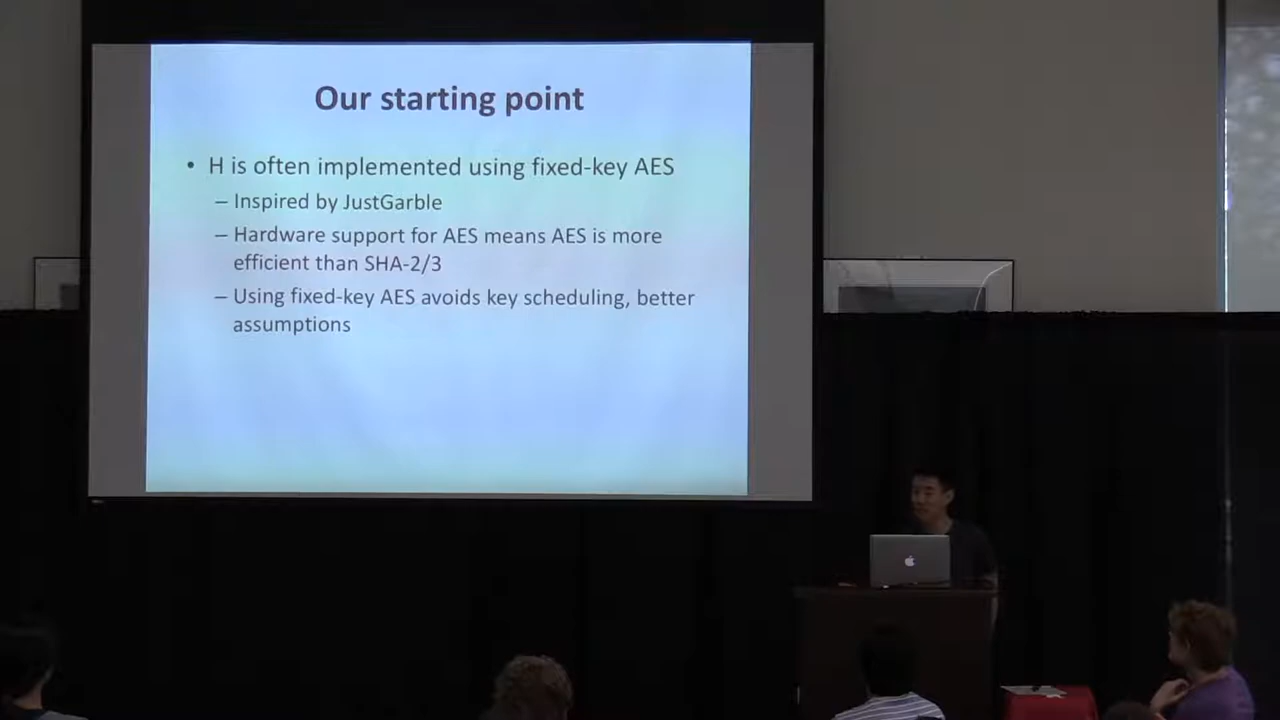 Our starting point
• H is often implemented using fixed-key AES
– Inspired by JustGarble
– Hardware support for AES means AES is more
efficient than SHA-2/3
– Using fixed-key AES avoids key scheduling, better
assumptions